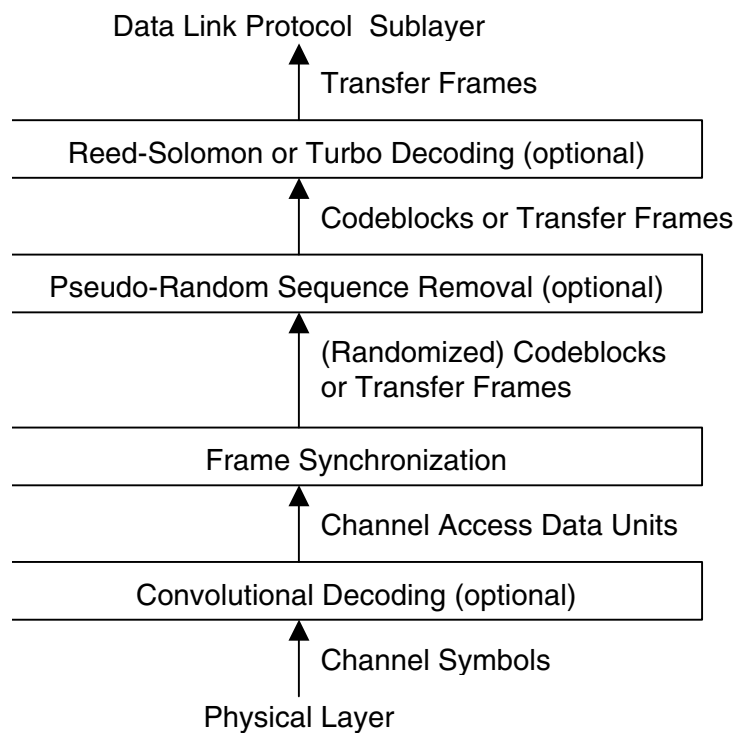 Data Link Protocol Sublayer
Transfer Frames
Reed-Solomon or Turbo Decoding (optional)
Codeblocks or Transfer Frames
Pseudo-Random Sequence Removal (optional)
(Randomized) Codeblocks
or Transfer Frames
Frame Synchronization
Channel Access Data Units
Convolutional Decoding (optional)
Channel Symbols
Physical Layer